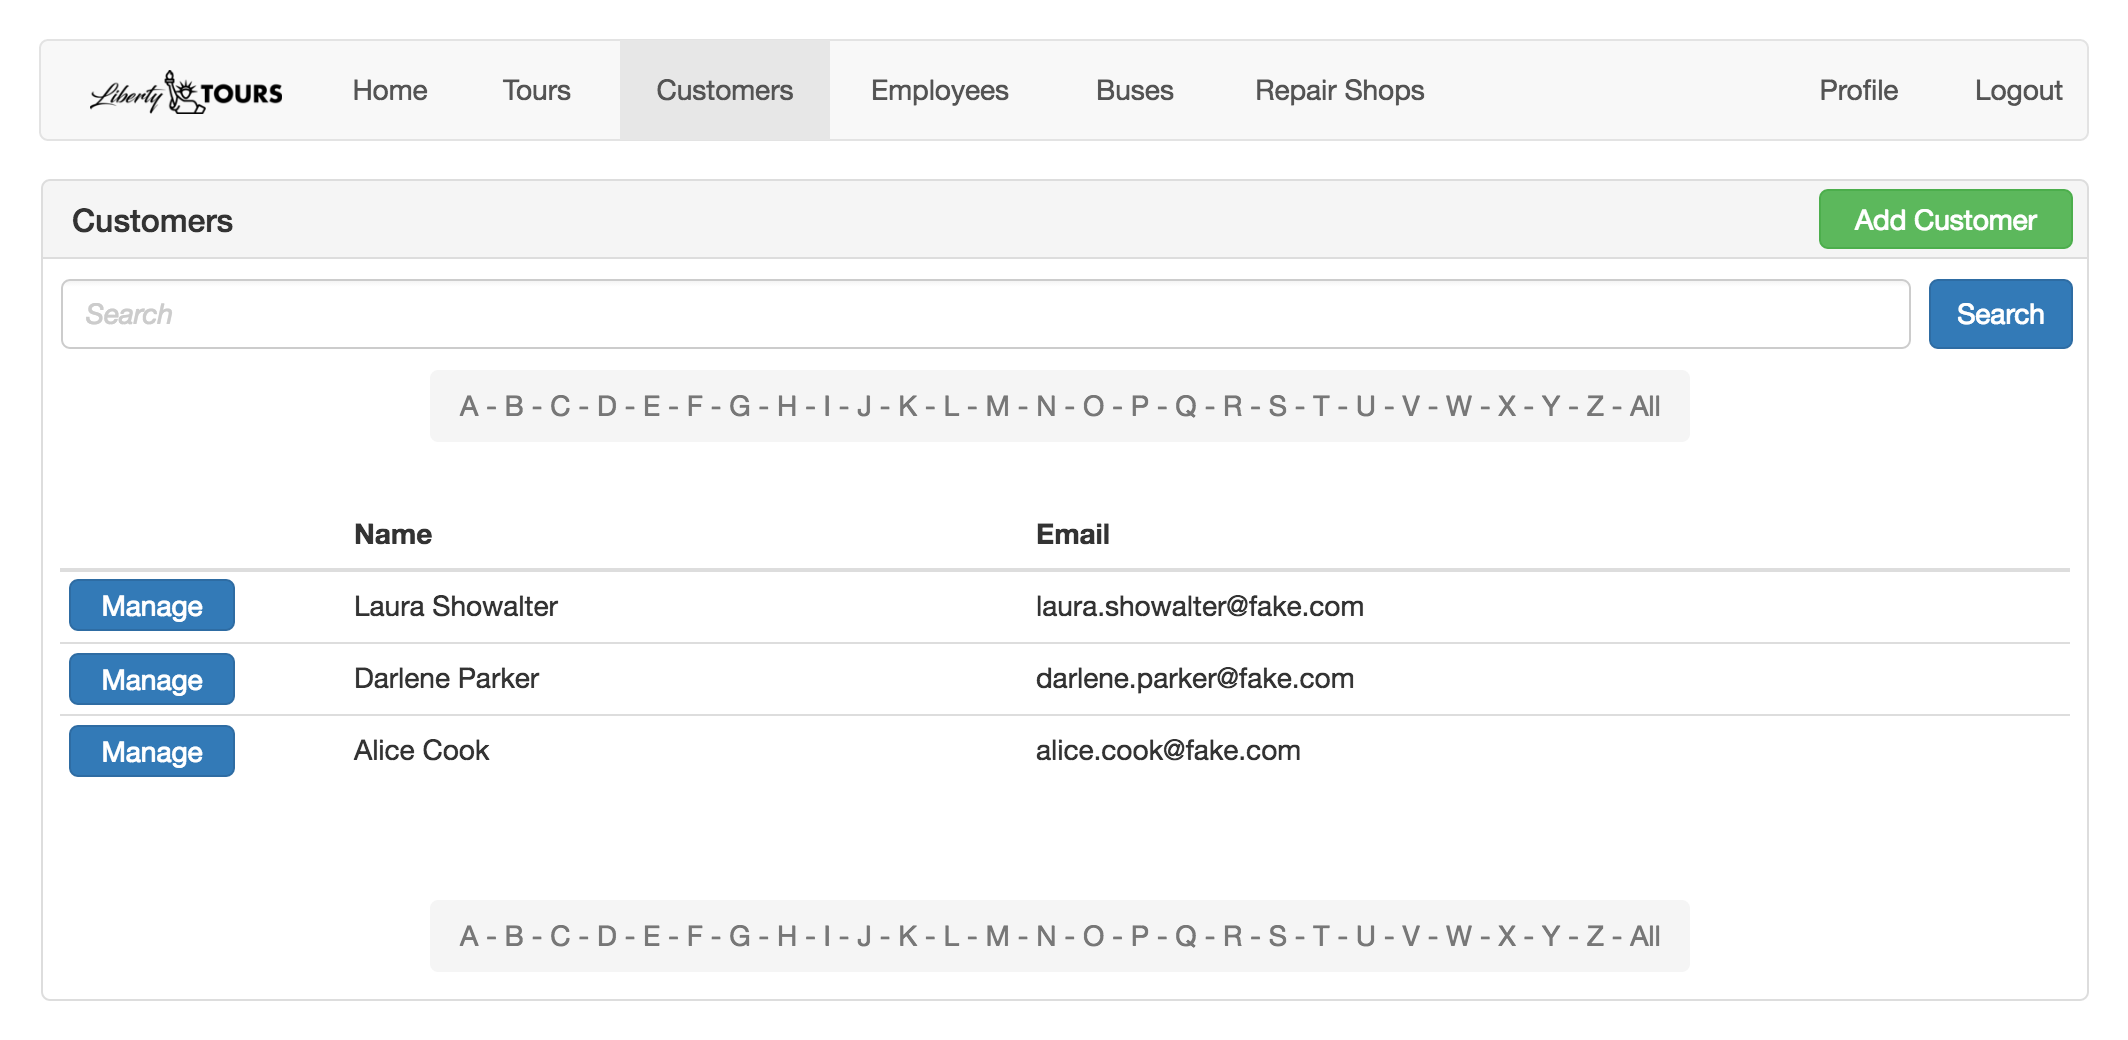 Liberty TOURS Home Tours Customers Employees Buses Repair Shops Profile Logout
Customers Add Customer
Search Search
A - B - C - D - E - F - G - H - I - J - K - L - M - N - O - P - Q - R - S - T - U - V - W - X - Y - Z - All
Name Email
Manage Laura Showalter laura.showalter@fake.com
Manage Darlene Parker darlene.parker@fake.com
Manage Alice Cook alice.cook@fake.com
A - B - C - D - E - F - G - H - I - J - K - L - M - N - O - P - Q - R - S - T - U - V - W - X - Y - Z - All